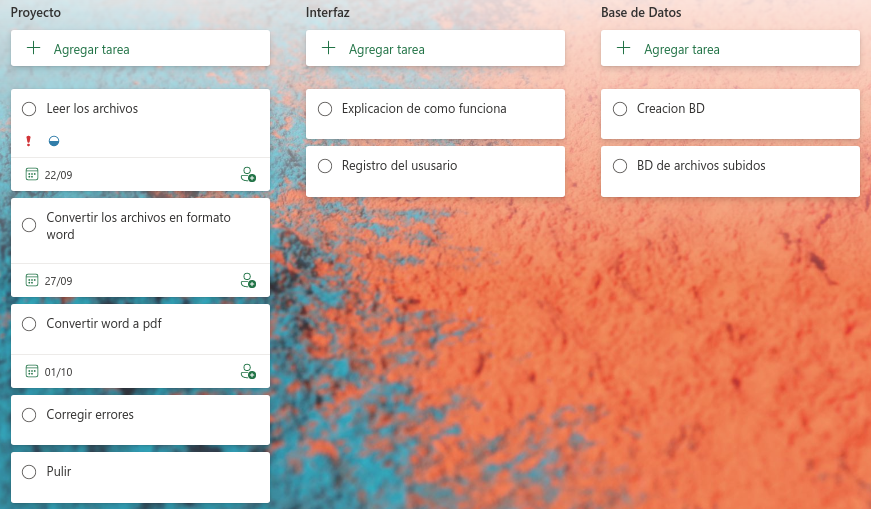 Proyecto
Agregar tarea
Leer los archivos
22/09
Convertir los archivos en formato
word
27/09
Convertir word a pdf
01/10
Corregir errores
Pulir
Interfaz
Agregar tarea
Explicacion de como funciona
Registro del ususario
Base de Datos
Agregar tarea
Creacion BD
BD de archivos subidos